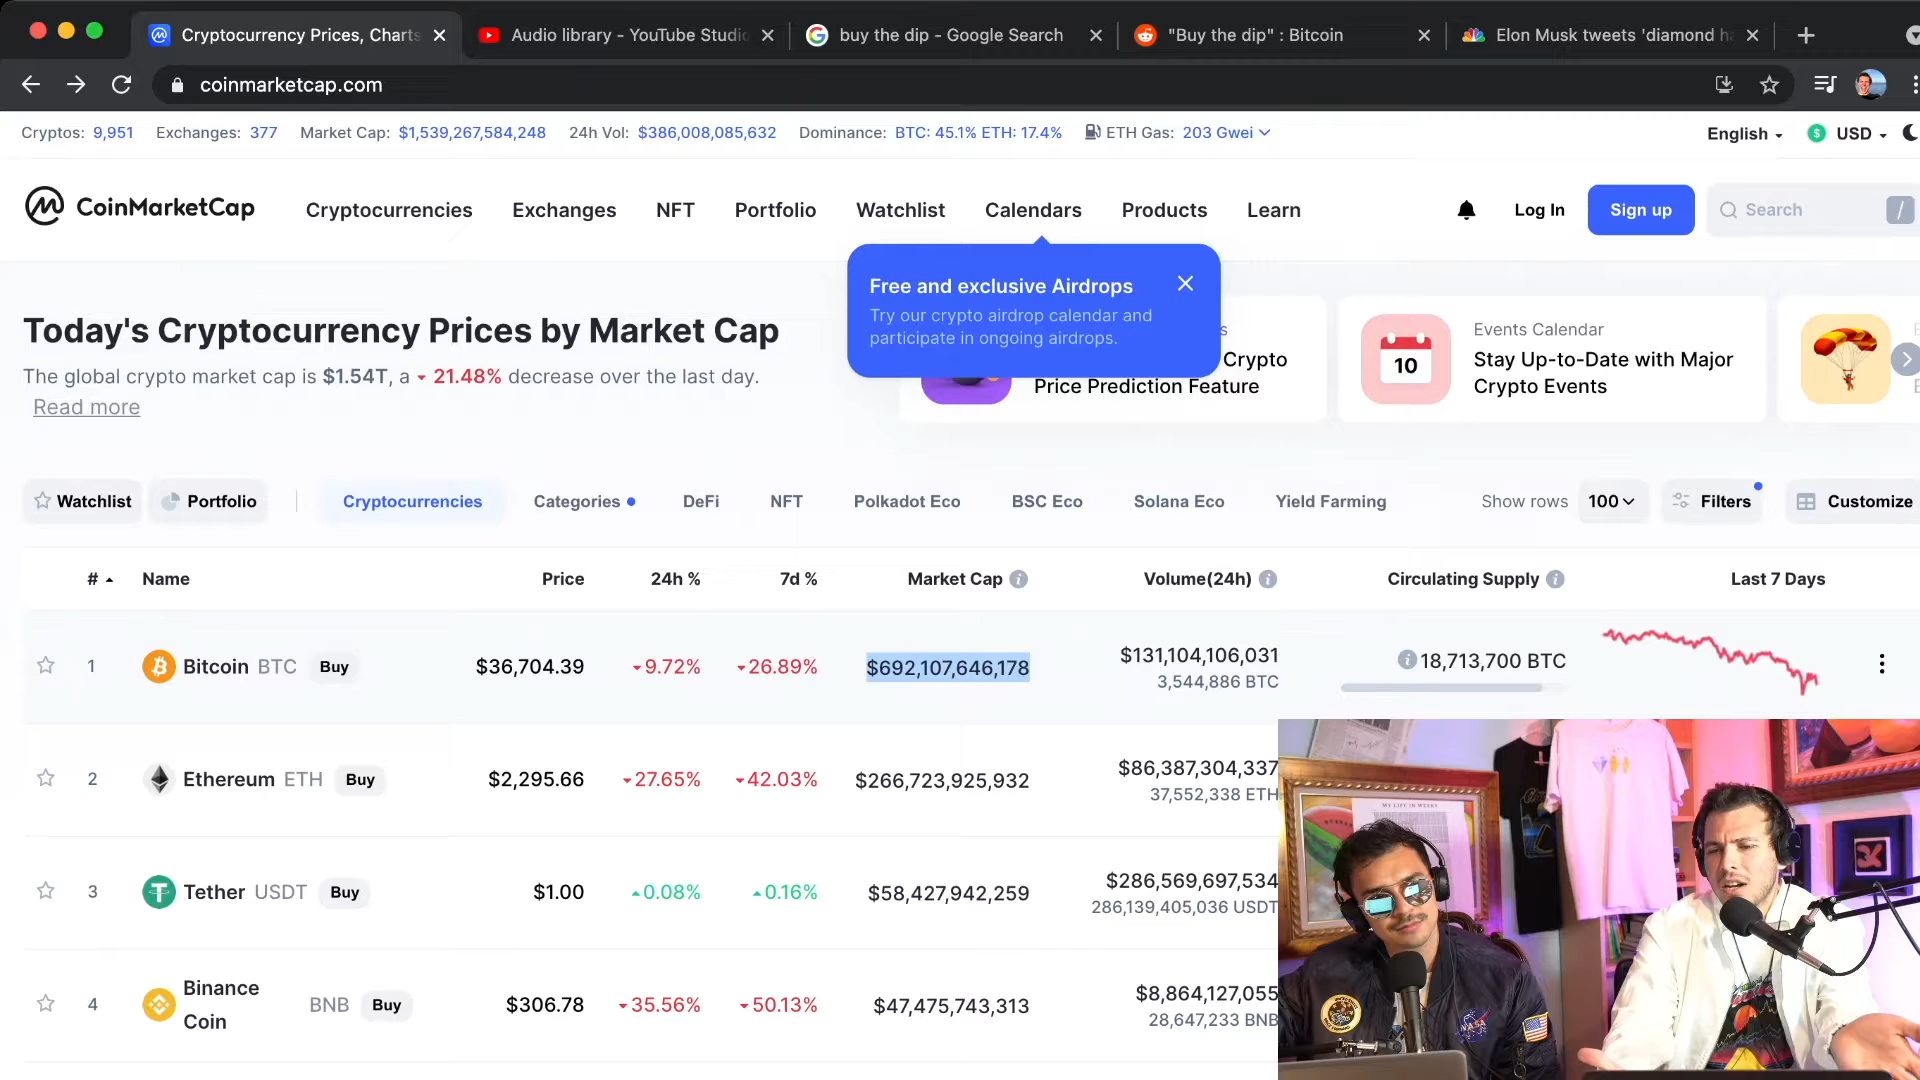 Cryptocurrency Prices, Charts
Audio library - YouTube Studio
buy the dip - Google Search
"Buy the dip" : Bitcoin
Elon Musk tweets 'diamond ha
coinmarketcap.com
Cryptos: 9,951 Exchanges: 377 Market Cap: $1,539,267,584,248 24h Vol: $386,008,085,632 Dominance: BTC: 45.1% ETH: 17.4% ETH Gas: 203 Gwei
English $ USD
CoinMarketCap Cryptocurrencies Exchanges NFT Portfolio Watchlist Calendars Products Learn Log In Sign up Search /
Free and exclusive Airdrops
Try our crypto airdrop calendar and
participate in ongoing airdrops.
Today's Cryptocurrency Prices by Market Cap
The global crypto market cap is $1.54T, a 21.48% decrease over the last day.
Read more
s
Crypto
Price Prediction Feature
10
Events Calendar
Stay Up-to-Date with Major
Crypto Events
Watchlist Portfolio Cryptocurrencies Categories DeFi NFT Polkadot Eco BSC Eco Solana Eco Yield Farming Show rows 100 Filters Customize
# Name Price 24h % 7d % Market Cap Volume(24h) Circulating Supply Last 7 Days
1 Bitcoin BTC Buy $36,704.39 9.72% 26.89% $692,107,646,178 $131,104,106,031 18,713,700 BTC
3,544,886 BTC
2 Ethereum ETH Buy $2,295.66 27.65% 42.03% $266,723,925,932 $86,387,304,337
37,552,338 ETH
3 Tether USDT Buy $1.00 0.08% 0.16% $58,427,942,259 $286,569,697,534
286,139,405,036 USDT
4 Binance Coin BNB Buy $306.78 35.56% 50.13% $47,475,743,313 $8,864,127,055
28,647,233 BNB
MY LIFE IN WEEKS
NASA